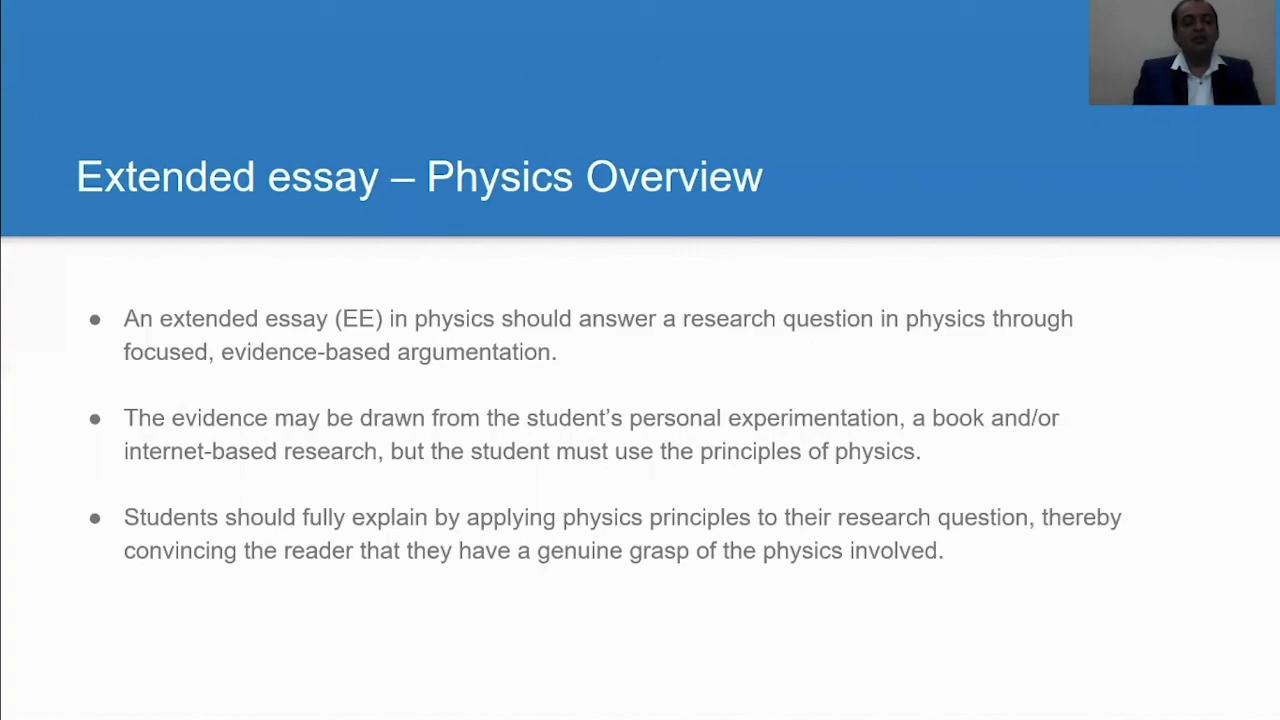 Extended essay – Physics Overview
● An extended essay (EE) in physics should answer a research question in physics through
focused, evidence-based argumentation.
● The evidence may be drawn from the student’s personal experimentation, a book and/or
internet-based research, but the student must use the principles of physics.
● Students should fully explain by applying physics principles to their research question, thereby
convincing the reader that they have a genuine grasp of the physics involved.